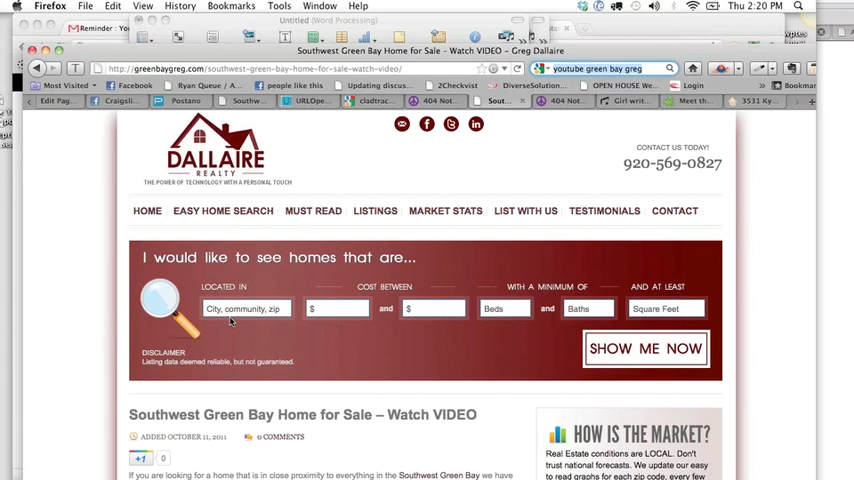 Firefox File Edit View History Bookmarks Tools Window Help Thu 2:20 PM
Untitled (Word Processing)
Reminder :
Southwest Green Bay Home for Sale – Watch VIDEO – Greg Dallaire
http://greenbaygreg.com/southwest-green-bay-home-for-sale-watch-video/
youtube green bay greg
Most Visited Facebook Ryan Queue / An... people like this Updating discus... 2Checkvist DiverseSolution... OPEN HOUSE We... Login Bookmar
Edit Pag... Craigsli... Postano Southw... URLOpe... cladtrac... 404 Not... Sout... 404 Not... Girl writ... Meet th... 3531 Ky...
DALLAIRE
REALTY
THE POWER OF TECHNOLOGY WITH A PERSONAL TOUCH
CONTACT US TODAY!
920-569-0827
HOME EASY HOME SEARCH MUST READ LISTINGS MARKET STATS LIST WITH US TESTIMONIALS CONTACT
I would like to see homes that are...
LOCATED IN COST BETWEEN WITH A MINIMUM OF AND AT LEAST
City, community, zip $ and $ Beds and Baths Square Feet
SHOW ME NOW
DISCLAIMER
Listing data deemed reliable, but not guaranteed.
Southwest Green Bay Home for Sale – Watch VIDEO
ADDED OCTOBER 11, 2011 0 COMMENTS
+1 0
If you are looking for a home that is in close proximity to everything in the Southwest Green Bay we have
HOW IS THE MARKET?
Real Estate conditions are LOCAL. Don't
trust national forecasts. We update our easy
to read graphs for each zip code, every few